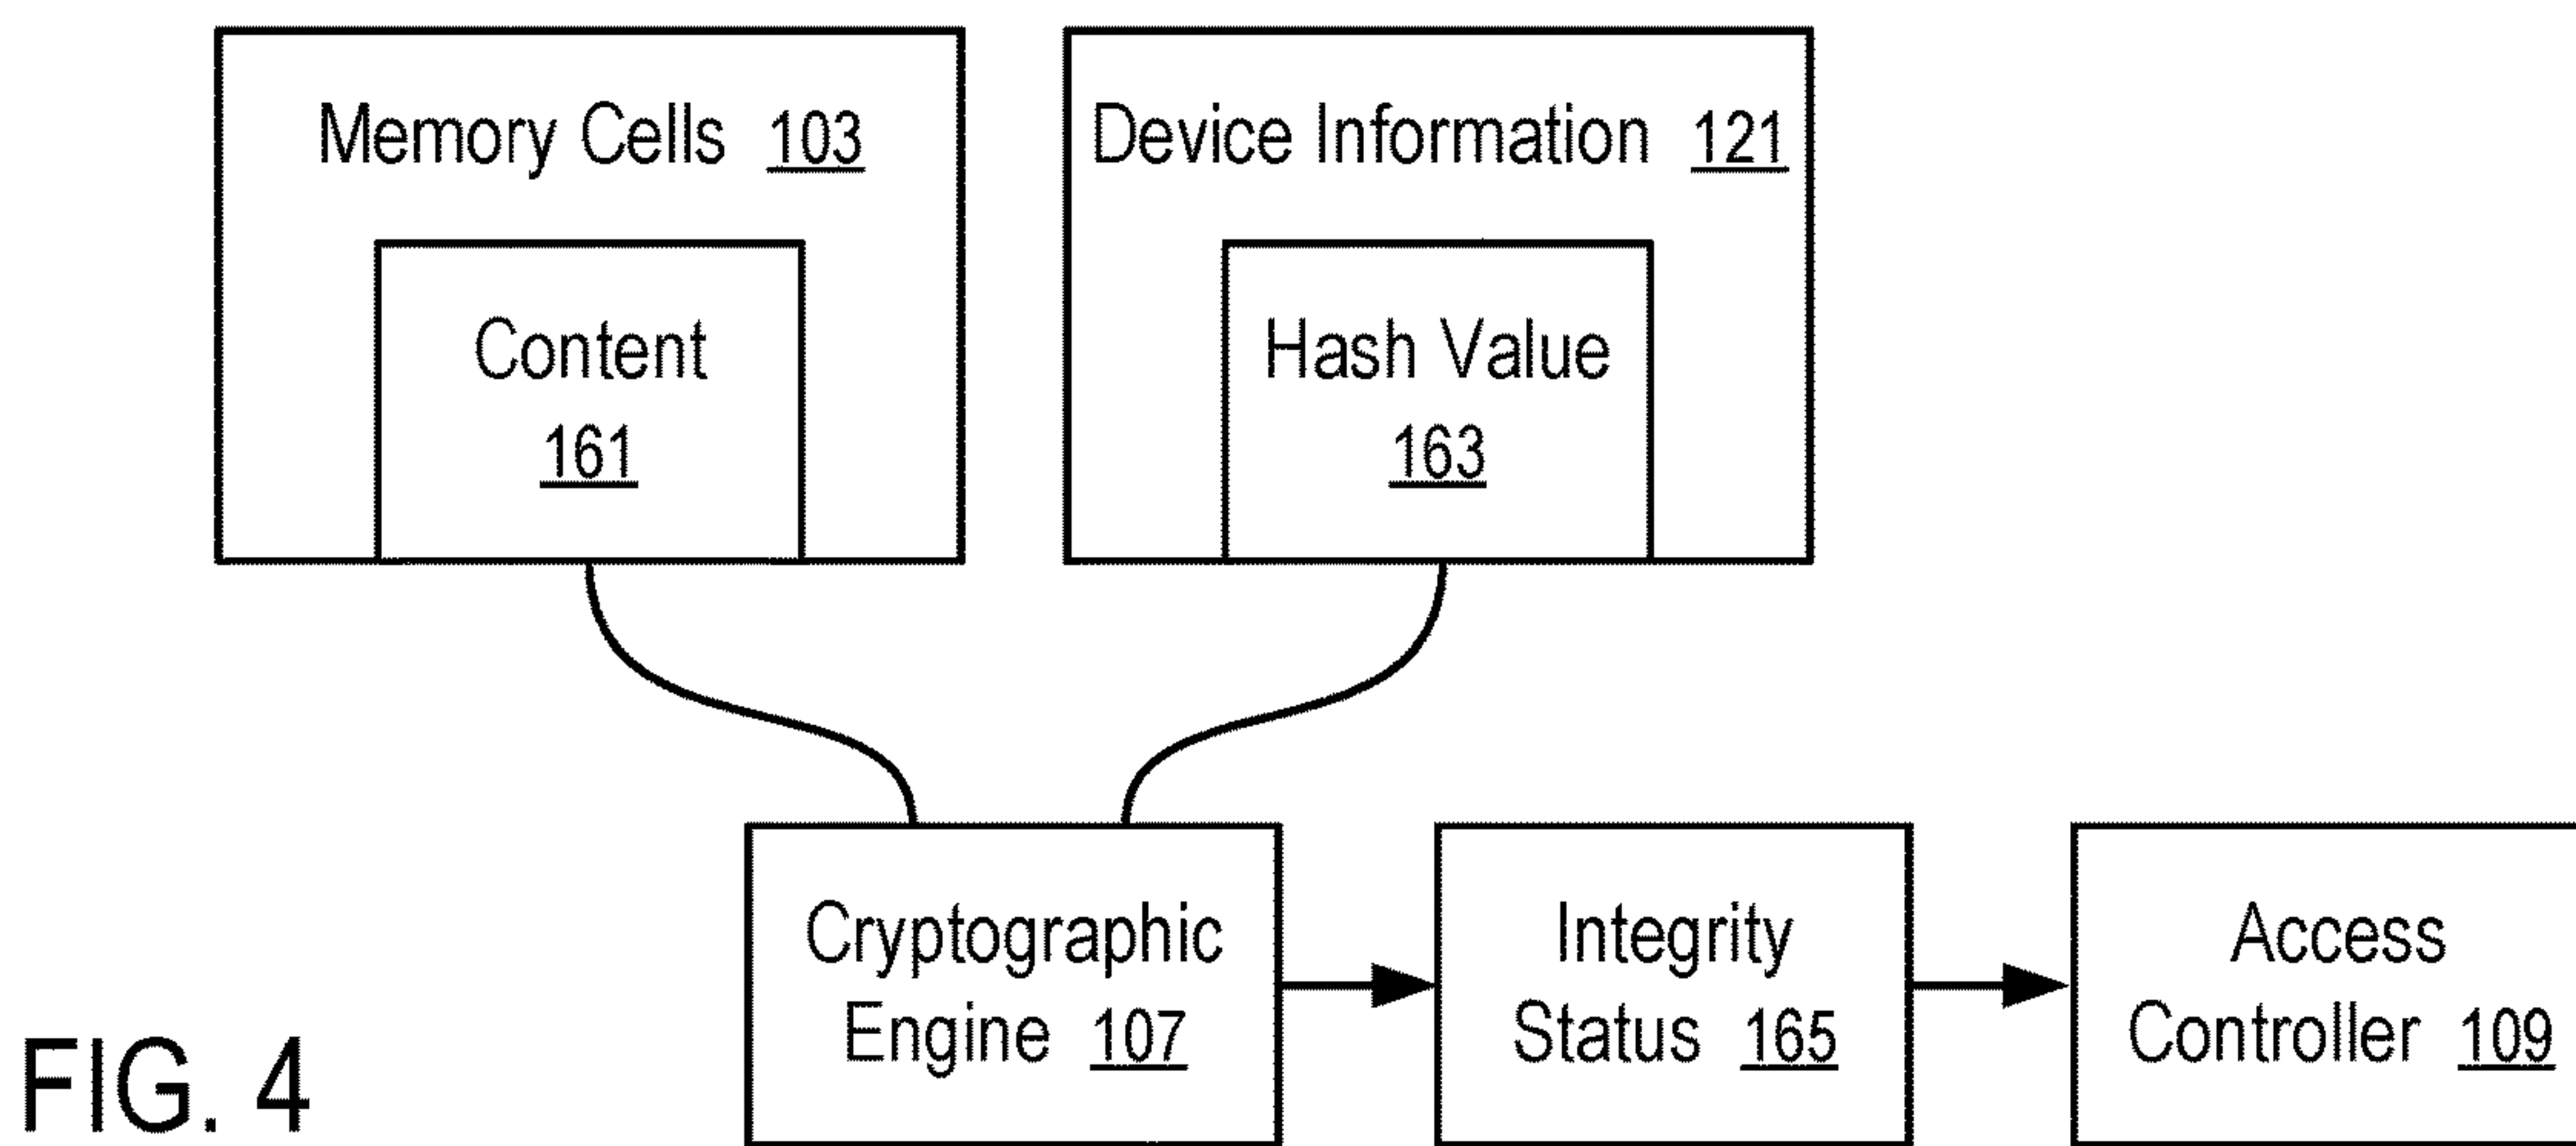 Memory Cells 103
Content
161
Device Information 121
Hash Value
163
Cryptographic
Engine 107
Integrity
Status 165
Access
Controller 109
FIG. 4